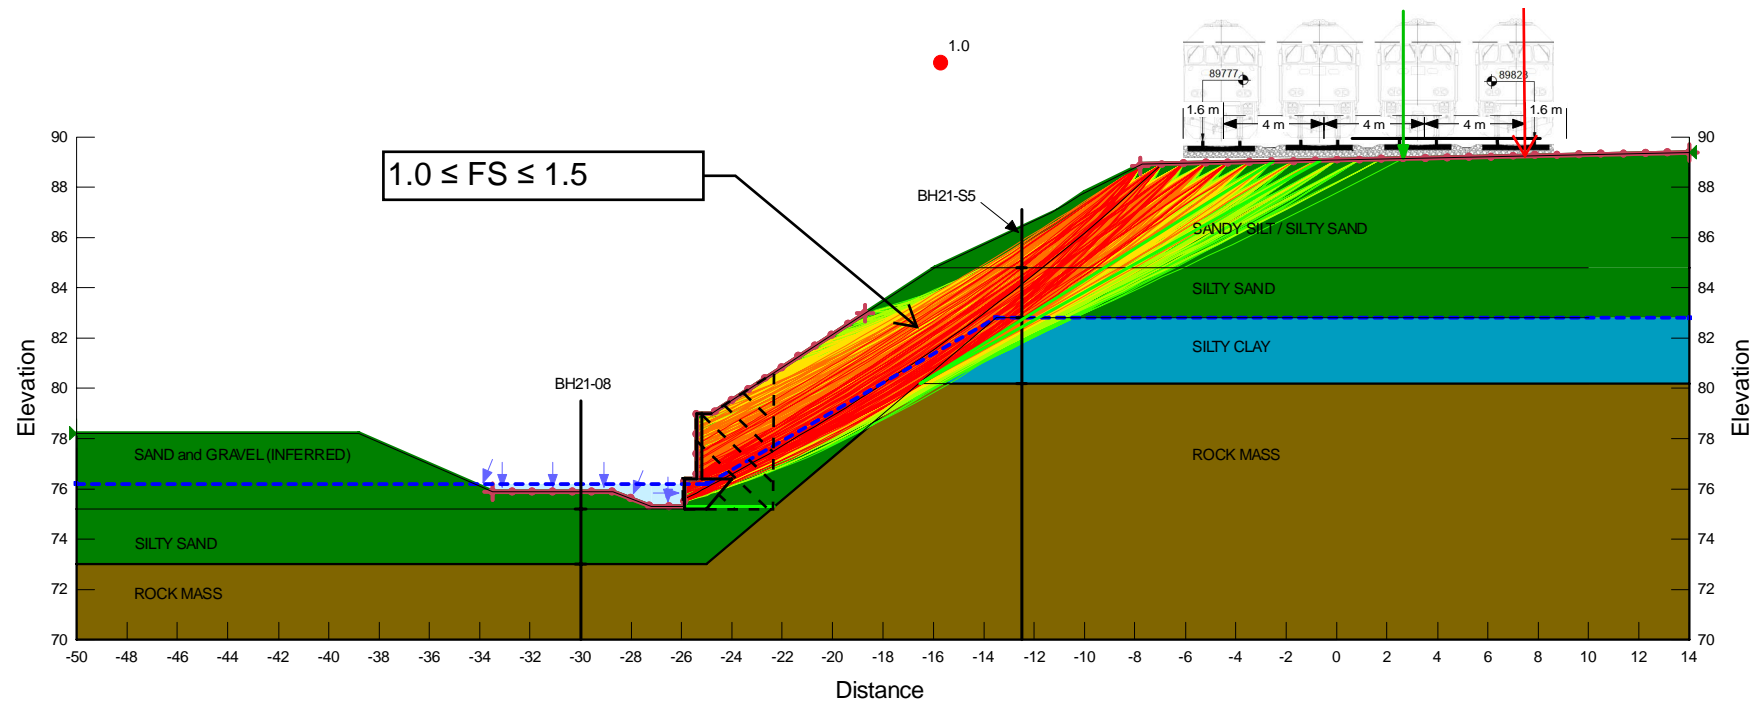 1.0
89777
89828
1.6 m
1.6 m
4 m
4 m
4 m
90
90
1.0 ≤ FS ≤ 1.5
88
88
BH21-S5
86
86
SANDY SILT / SILTY SAND
84
84
SILTY SAND
82
82
SILTY CLAY
Elevation
Elevation
80
80
BH21-08
78
78
SAND and GRAVEL (INFERRED)
ROCK MASS
76
76
74
74
SILTY SAND
72
72
ROCK MASS
70
70
-50 -48 -46 -44 -42 -40 -38 -36 -34 -32 -30 -28 -26 -24 -22 -20 -18 -16 -14 -12 -10 -8 -6 -4 -2 0 2 4 6 8 10 12 14
Distance